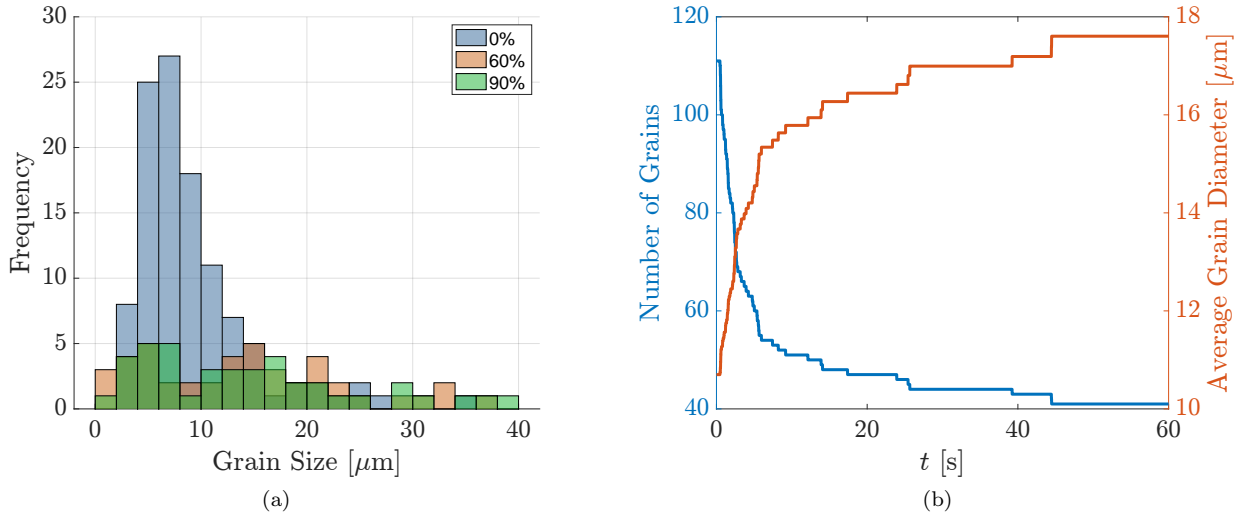 30
25
20
15
10
5
0
Frequency
0%
60%
90%
0 10 20 30 40
Grain Size [μm]
(a)
120
100
80
60
40
Number of Grains
18
16
14
12
10
Average Grain Diameter [μm]
0 20 40 60
t [s]
(b)